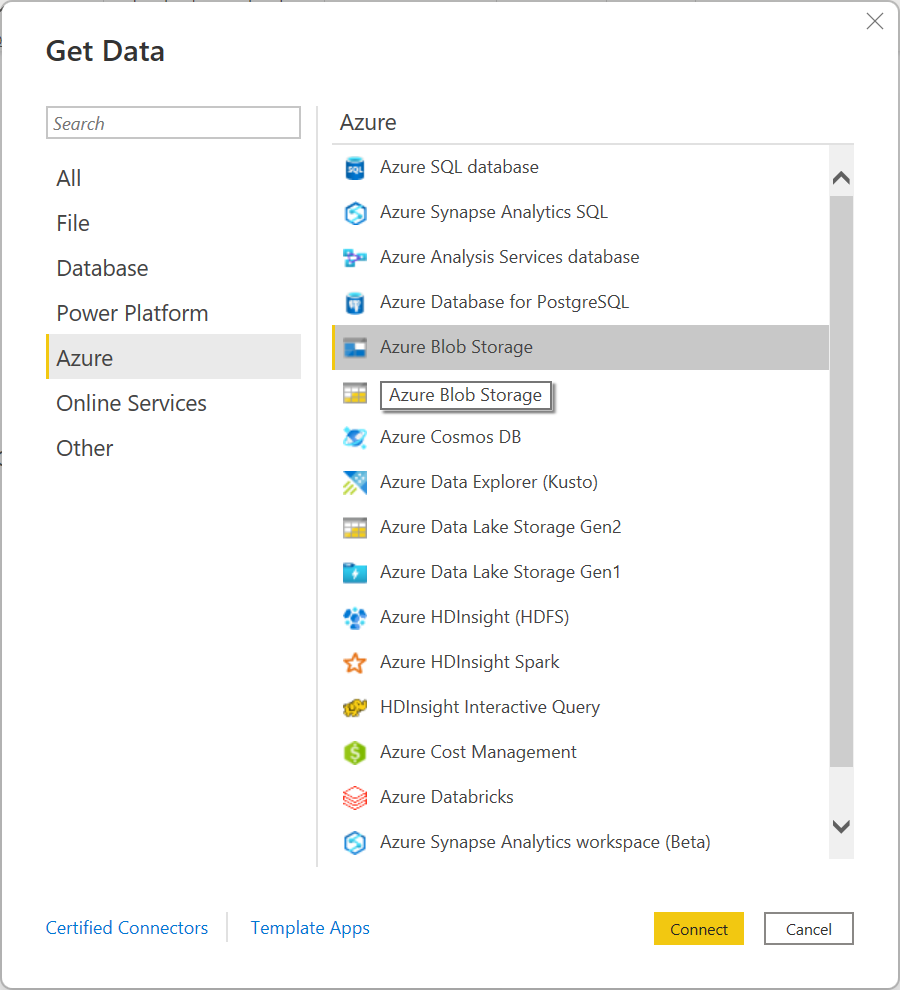 Get Data
Search
All
File
Database
Power Platform
Azure
Online Services
Other
Azure
Azure SQL database
Azure Synapse Analytics SQL
Azure Analysis Services database
Azure Database for PostgreSQL
Azure Blob Storage
Azure Blob Storage
Azure Cosmos DB
Azure Data Explorer (Kusto)
Azure Data Lake Storage Gen2
Azure Data Lake Storage Gen1
Azure HDInsight (HDFS)
Azure HDInsight Spark
HDInsight Interactive Query
Azure Cost Management
Azure Databricks
Azure Synapse Analytics workspace (Beta)
Certified Connectors
Template Apps
Connect
Cancel